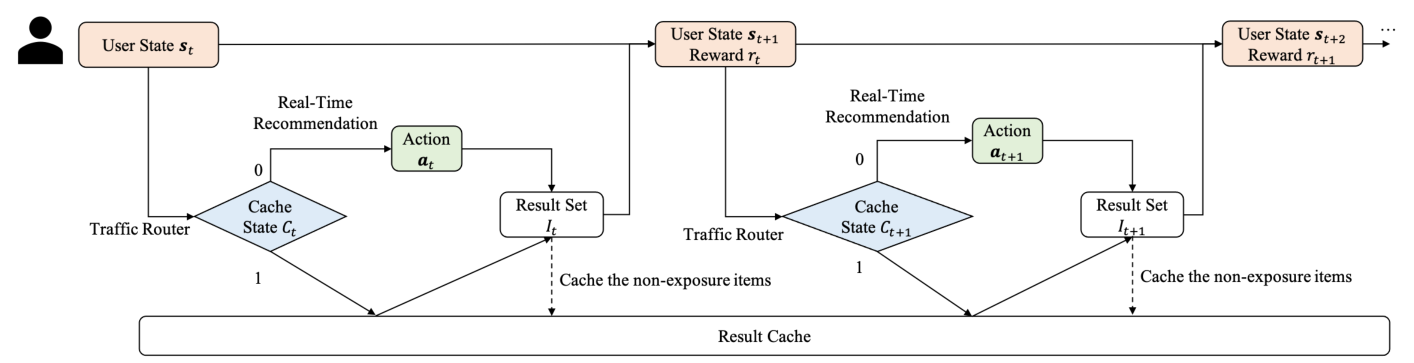 User State s_t
User State s_{t+1}
Reward r_t
User State s_{t+2}
Reward r_{t+1}
...
Real-Time
Recommendation
Action
a_t
0
Cache
State C_t
Traffic Router
1
Result Set
I_t
Cache the non-exposure items
Real-Time
Recommendation
Action
a_{t+1}
0
Cache
State C_{t+1}
Traffic Router
1
Result Set
I_{t+1}
Cache the non-exposure items
Result Cache